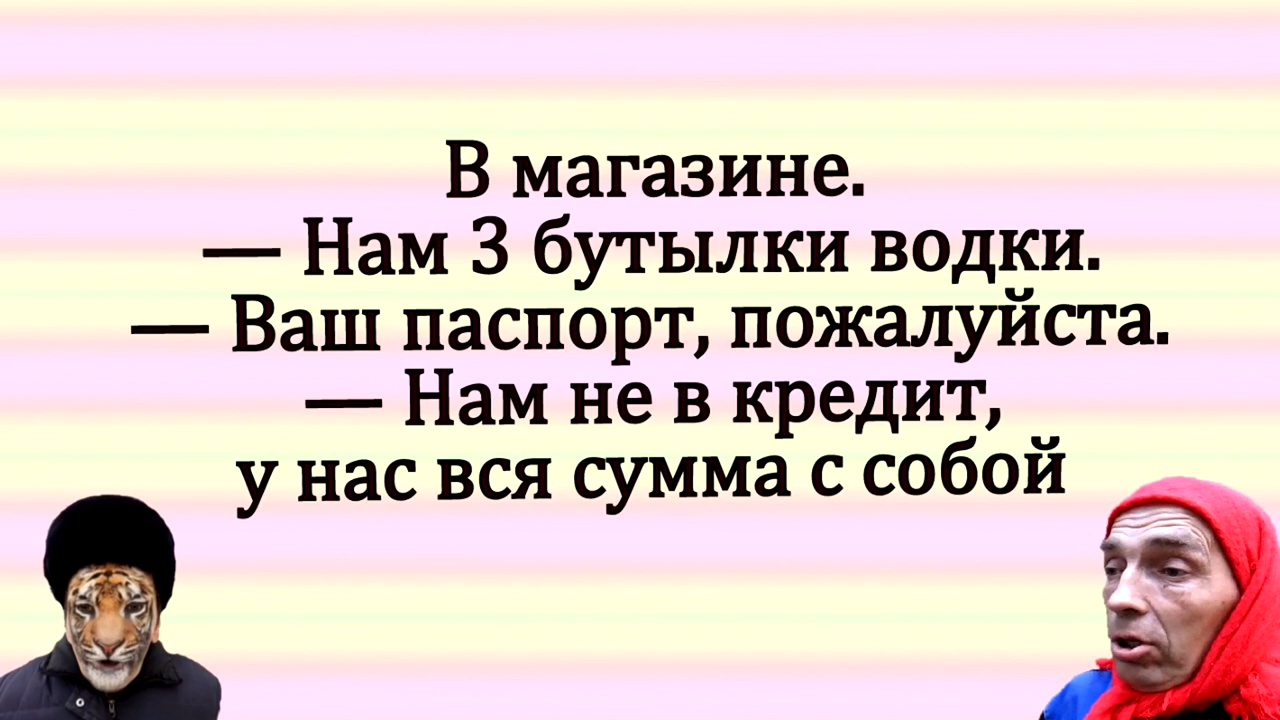 В магазине.
— Нам 3 бутылки водки.
— Ваш паспорт, пожалуйста.
— Нам не в кредит,
у нас вся сумма с собой